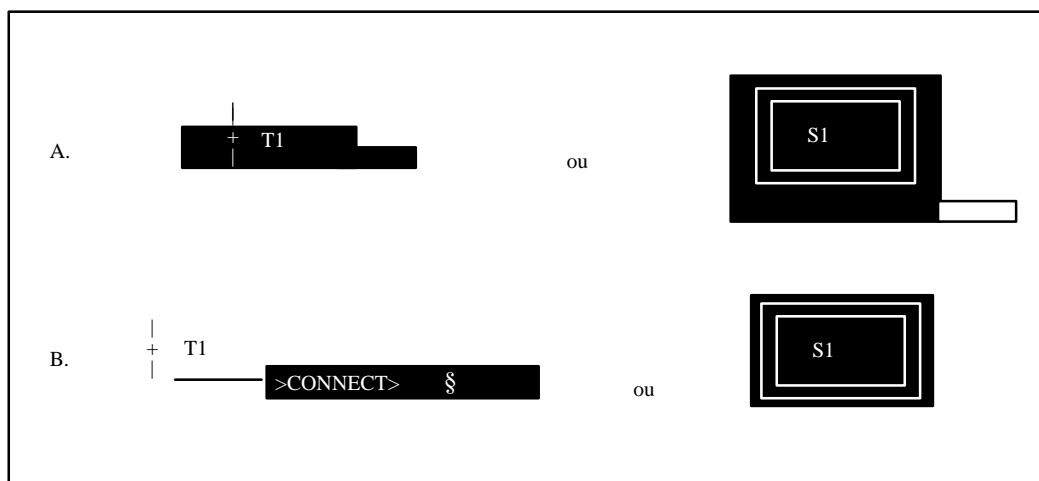 A.
+ T1
ou
S1
B.
+ T1
>CONNECT> §
ou
S1